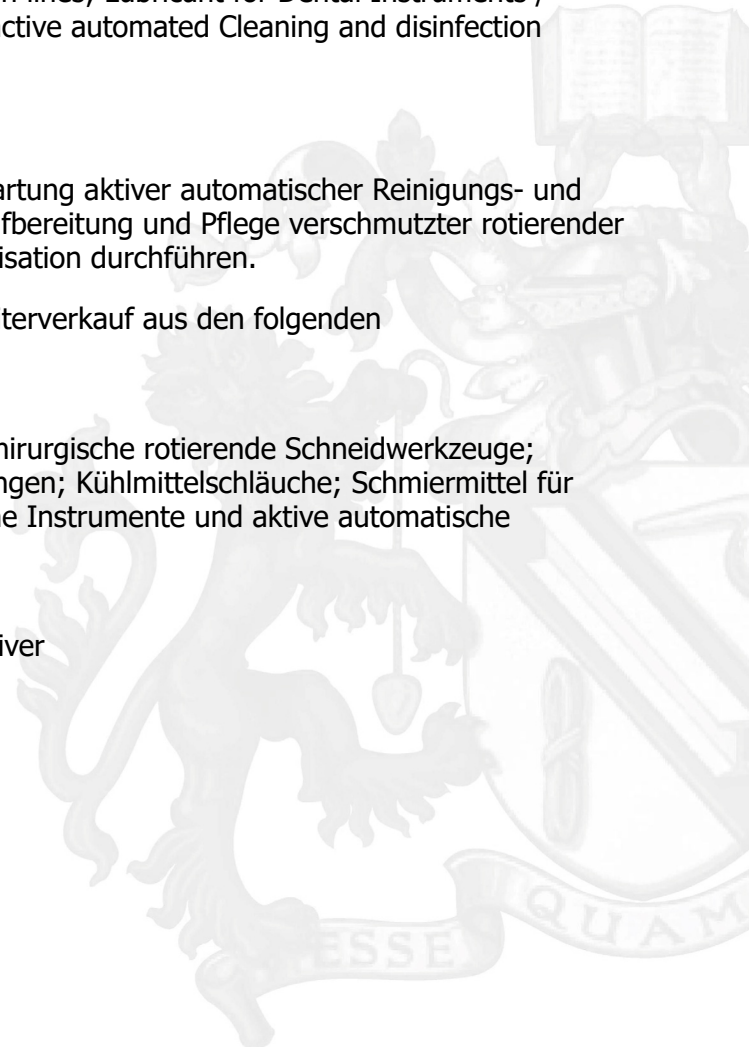 lines, Lubricant for Dental Instruments /
active automated Cleaning and disinfection
artung aktiver automatischer Reinigungs- und
fbereitung und Pflege verschmutzter rotierender
isation durchführen.
terverkauf aus den folgenden
hirurgische rotierende Schneidwerkzeuge;
ngen; Kühlmittelschläuche; Schmiermittel für
ne Instrumente und aktive automatische
iver
ESSE QUAM